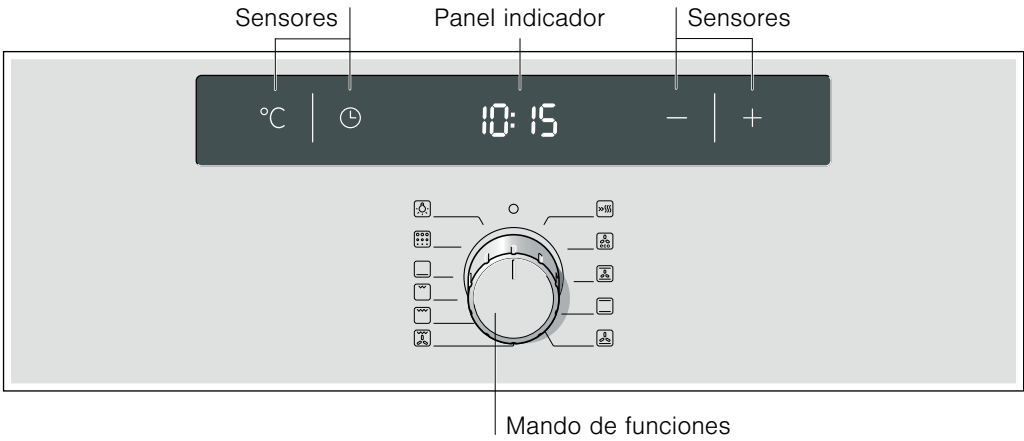 Sensores Panel indicador Sensores
°C 10:15 − +
Mando de funciones